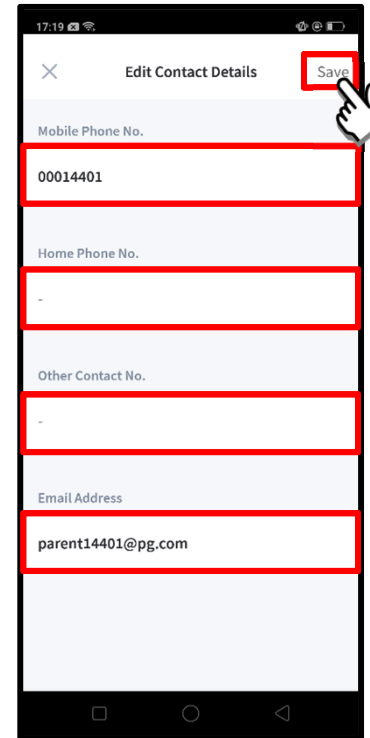 17:19
Edit Contact Details
Save
Mobile Phone No.
00014401
Home Phone No.
-
Other Contact No.
-
Email Address
parent14401@pg.com